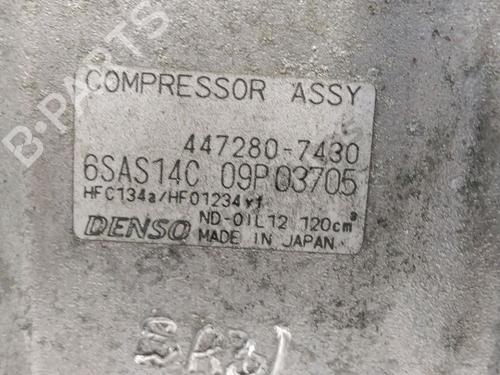 B-PARTS
COMPRESSOR ASSY
447280-7430
6SAS14C 09P03705
HFC134a/HFO1234yf
ND-OIL12 120cm³
DENSO MADE IN JAPAN